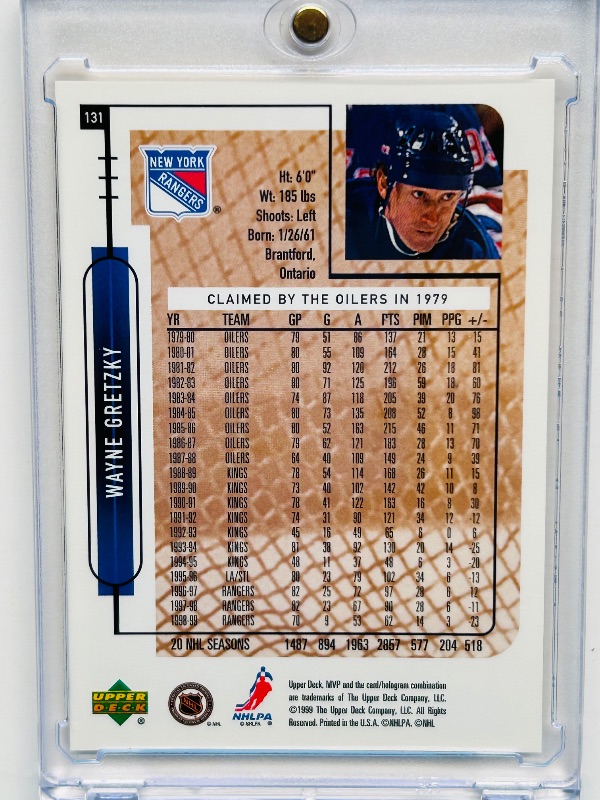 131
NEW YORK
RANGERS
®
Ht: 6'0"
Wt: 185 lbs
Shoots: Left
Born: 1/26/61
Brantford,
Ontario
WAYNE GRETZKY
CLAIMED BY THE OILERS IN 1979
YR TEAM GP G A PTS PIM PPG +/-
1979-80 OILERS 79 51 86 137 21 13 15
1980-81 OILERS 80 55 109 164 28 15 41
1981-82 OILERS 80 92 120 212 26 18 81
1982-83 OILERS 80 71 125 196 59 18 60
1983-84 OILERS 74 87 118 205 39 20 76
1984-85 OILERS 80 73 135 208 52 8 98
1985-86 OILERS 80 52 163 215 46 11 71
1986-87 OILERS 79 62 121 183 28 13 70
1987-88 OILERS 64 40 109 149 24 9 39
1988-89 KINGS 78 54 114 168 26 11 15
1989-90 KINGS 73 40 102 142 42 10 8
1990-91 KINGS 78 41 122 163 16 8 30
1991-92 KINGS 74 31 90 121 34 12 -12
1992-93 KINGS 45 16 49 65 6 0 6
1993-94 KINGS 81 38 92 130 20 14 -25
1994-95 KINGS 48 11 37 48 6 3 -20
1995-96 LA/STL 80 23 79 102 34 6 -13
1996-97 RANGERS 82 25 72 97 28 6 12
1997-98 RANGERS 82 23 67 90 28 6 -11
1998-99 RANGERS 70 9 53 62 14 3 -23
20 NHL SEASONS 1487 894 1963 2857 577 204 518
UPPER
DECK
®
NHL
© NHL
NHLPA
© NHLPA
Upper Deck, MVP and the card/hologram combination
are trademarks of The Upper Deck Company, LLC.
©1999 The Upper Deck Company, LLC. All Rights
Reserved. Printed in the U.S.A. ©NHLPA. ©NHL